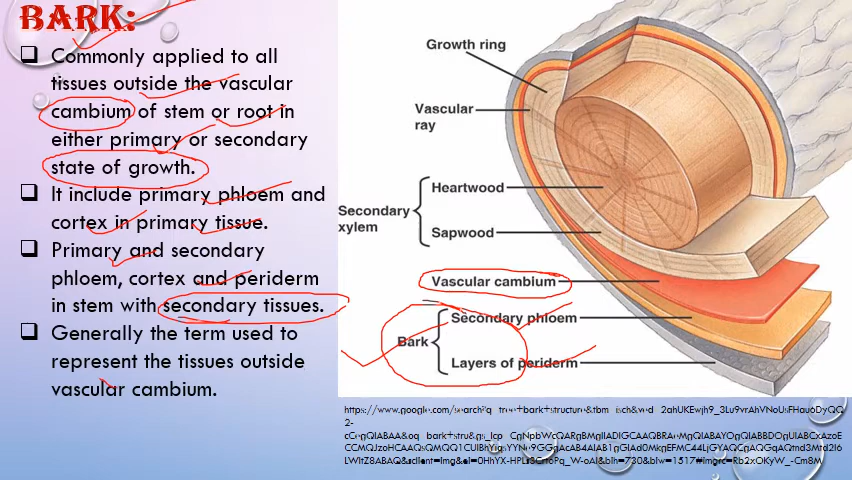 BARK:
❑ Commonly applied to all
tissues outside the vascular
cambium of stem or root in
either primary or secondary
state of growth.
❑ It include primary phloem and
cortex in primary tissue.
❑ Primary and secondary
phloem, cortex and periderm
in stem with secondary tissues.
❑ Generally the term used to
represent the tissues outside
vascular cambium.
Growth ring
Vascular
ray
Heartwood
Secondary
xylem
Sapwood
Vascular cambium
Secondary phloem
Bark
Layers of periderm